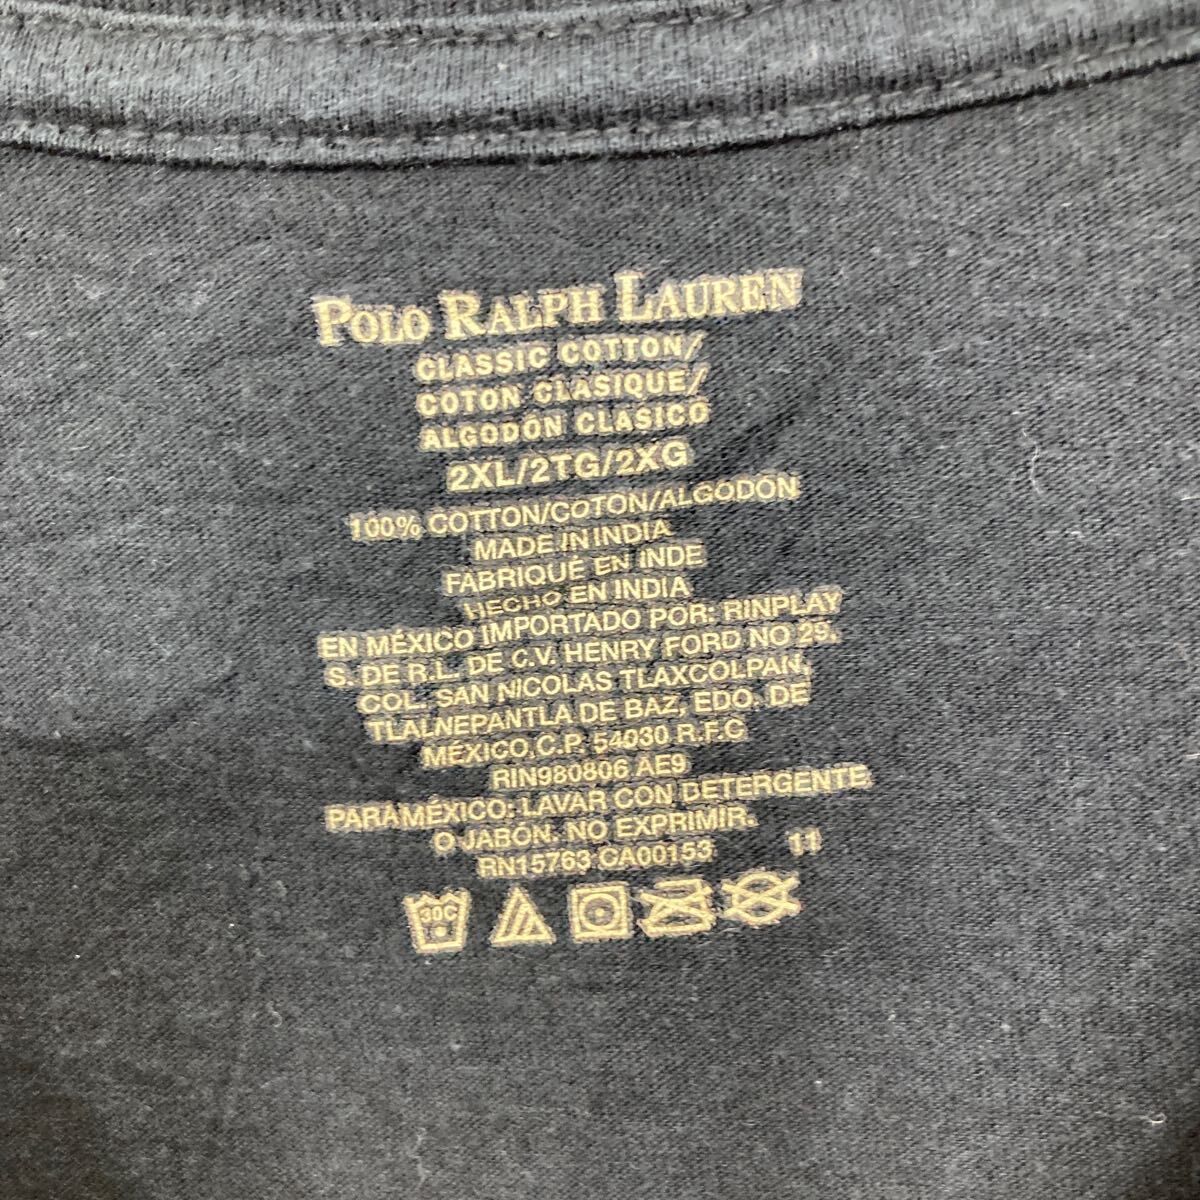 POLO RALPH LAUREN
CLASSIC COTTON/
COTON CLASIQUE/
ALGODÓN CLASICO
2XL/2TG/2XG
100% COTTON/COTON/ALGODÓN
MADE IN INDIA
FABRIQUÉ EN INDE
HECHO EN INDIA
EN MÉXICO IMPORTADO POR: RINPLAY
S. DE R.L. DE C.V. HENRY FORD NO 29,
COL. SAN NICOLAS TLAXCOLPAN,
TLALNEPANTLA DE BAZ, EDO. DE
MÉXICO, C.P. 54030 R.F.C
RIN980806 AE9
PARA MÉXICO: LAVAR CON DETERGENTE
O JABÓN. NO EXPRIMIR.
RN15763 CA00153 11
30C